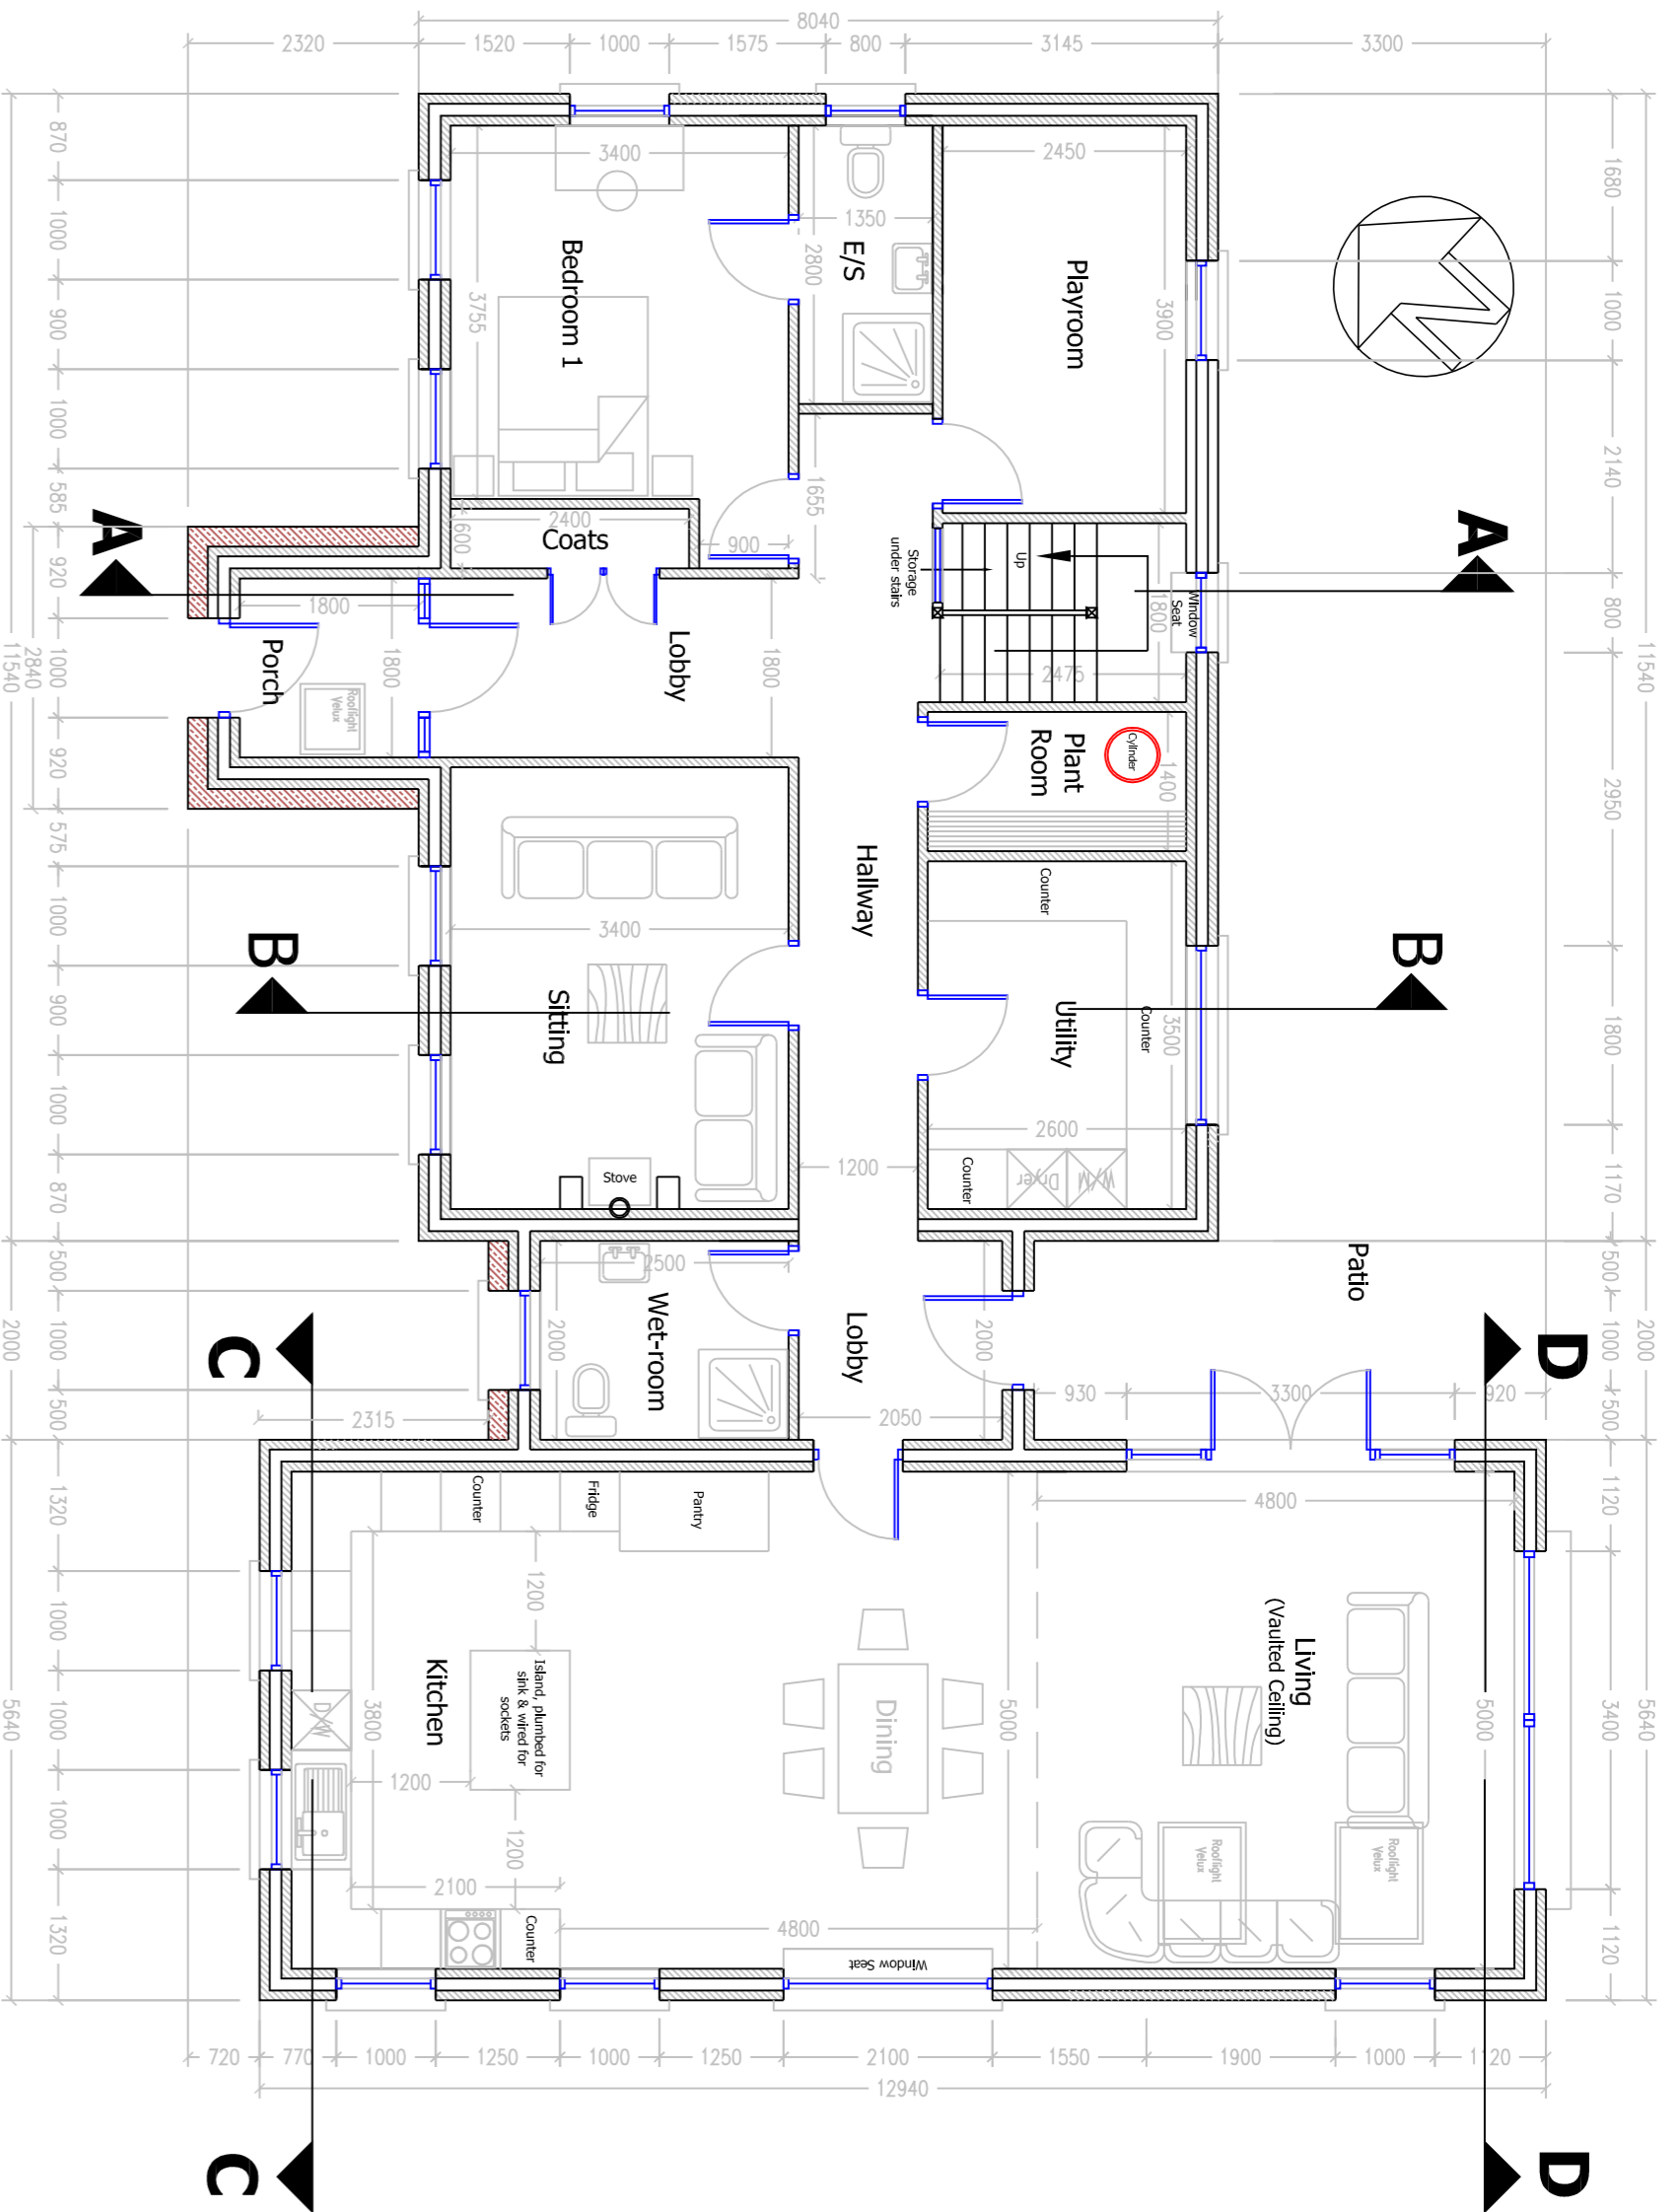 8040
2320
1520
1000
1575
800
3145
3300
11540
1680
1000
2140
800
2950
1800
1170
2000
500
1000
500
5640
1120
3400
1120
870
1000
900
1000
585
920
1000
920
575
1000
900
1000
870
500
1000
500
1320
1000
1000
1000
1320
2840
11540
2000
5640
720
770
1000
1250
1000
1250
2100
1550
1900
1000
1120
12940
N
A
A
B
B
C
C
D
D
Playroom
2450
3900
E/S
1350
2800
Bedroom 1
3400
3755
1655
900
Coats
2400
600
Storage
under stairs
Up
Window
Seat
1800
2475
Porch
1800
1800
Rooflight
Velux
Lobby
1800
Plant
Room
Cylinder
1400
Hallway
1200
Utility
Counter
Counter
Counter
3500
2600
Dryer
W/M
Sitting
3400
Stove
Wet-room
2500
2000
Lobby
2000
2050
2315
Patio
930
3300
920
Kitchen
Counter
Fridge
Pantry
1200
Island, plumbed for
sink & wired for
sockets
3800
D/W
1200
1200
2100
Counter
Dining
5000
4800
Window Seat
Living
(Vaulted Ceiling)
4800
5000
Rooflight
Velux
Rooflight
Velux